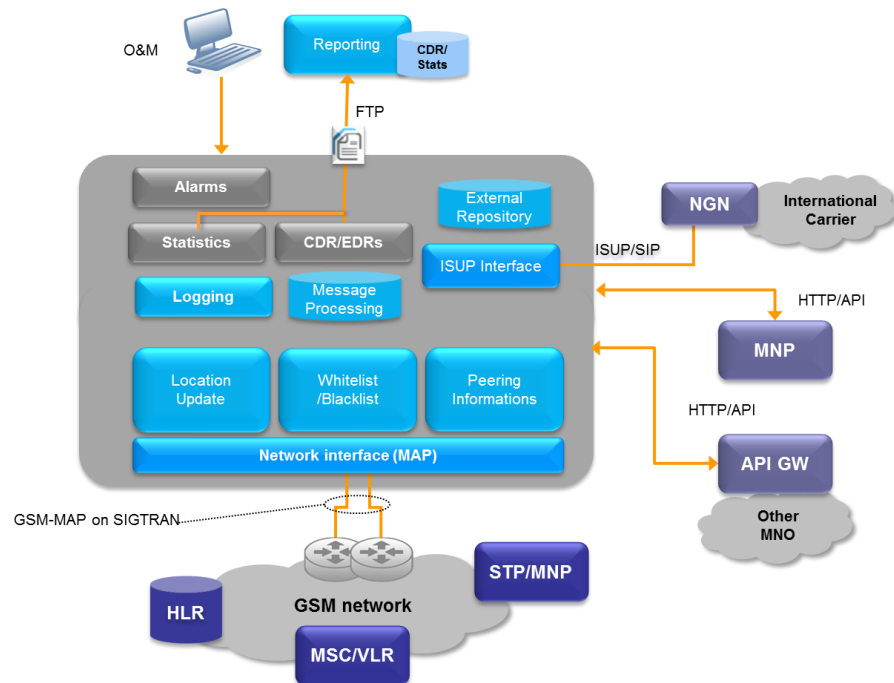 O&M
Reporting
CDR/
Stats
FTP
Alarms
External
Repository
NGN
International
Carrier
Statistics
CDR/EDRs
ISUP Interface
ISUP/SIP
Logging
Message
Processing
HTTP/API
MNP
Location
Update
Whitelist
/Blacklist
Peering
Informations
HTTP/API
Network interface (MAP)
API GW
GSM-MAP on SIGTRAN
Other
MNO
STP/MNP
HLR
GSM network
MSC/VLR